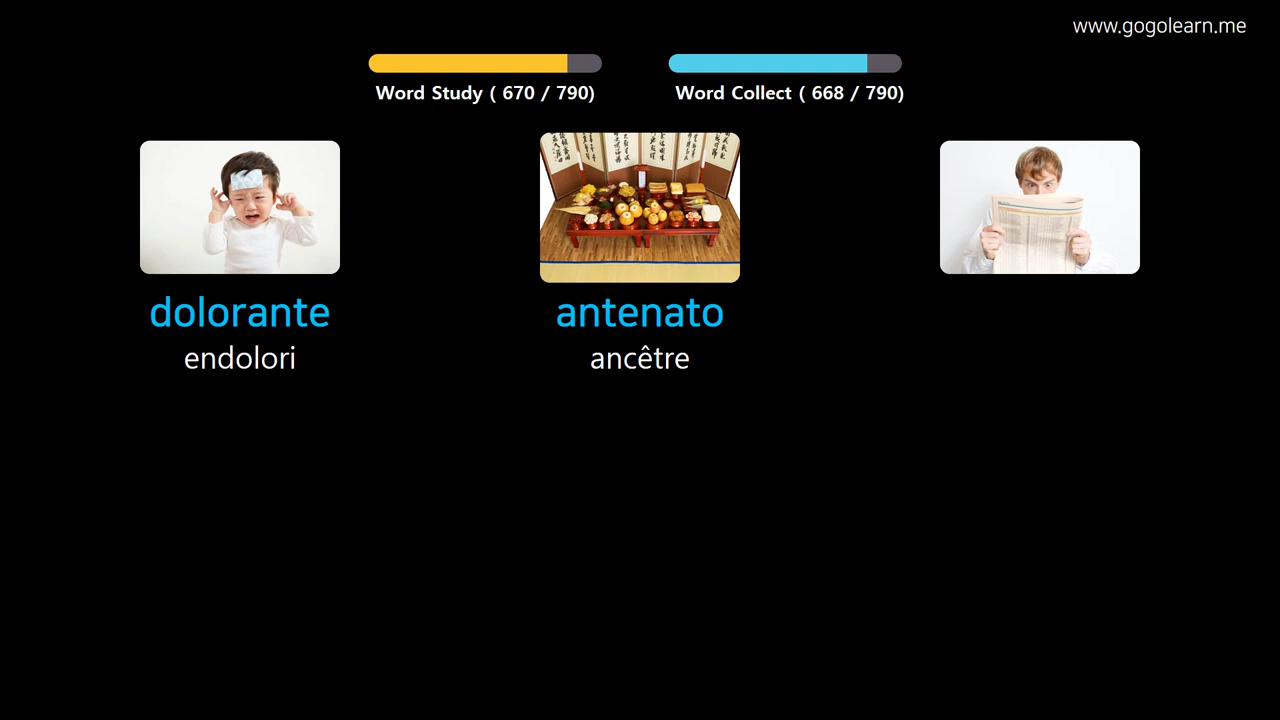 www.gogolearn.me
Word Study ( 670 / 790)
Word Collect ( 668 / 790)
dolorante
antenato
endolori
ancêtre